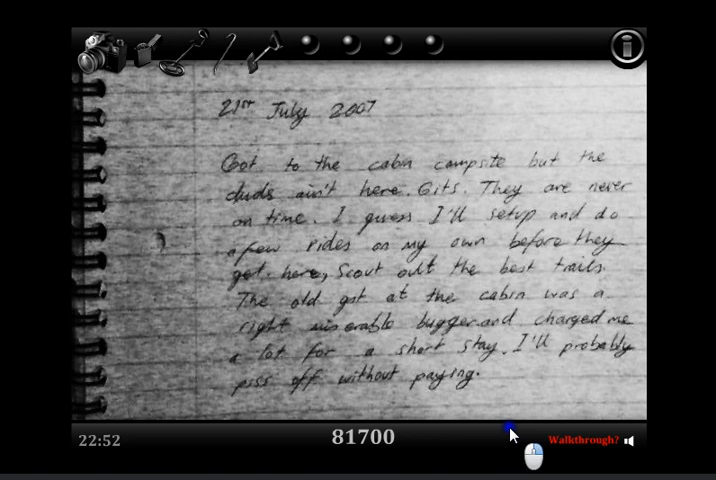 21st July 2007
Got to the cabin campsite but the
duds ain't here. Gits. They are never
on time. I guess I'll setup and do
a few rides on my own before they
get here, Scout out the best trails.
The old git at the cabin was a
right miserable bugger and charged me
a lot for a short stay. I'll probably
piss off without paying.
22:52
81700
Walkthrough?